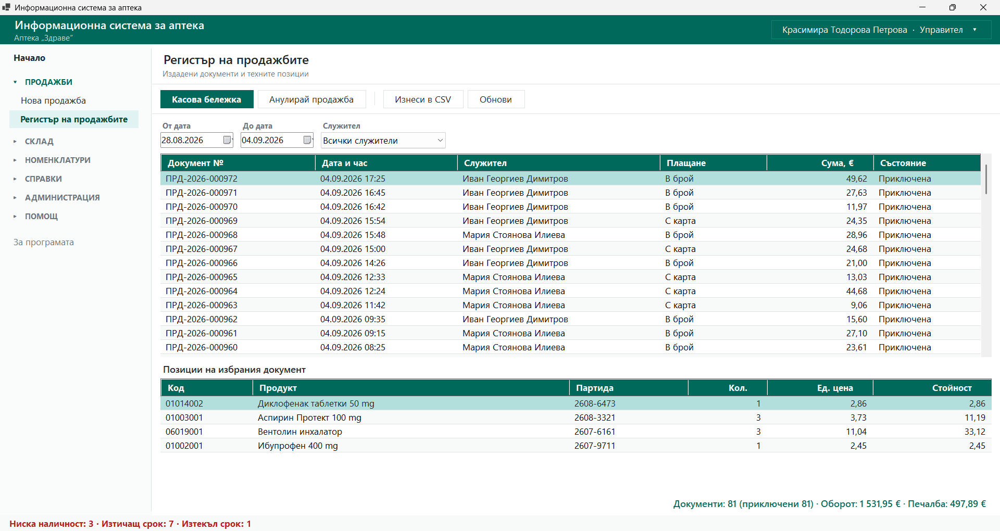 Информационна система за аптека
Информационна система за аптека
Аптека „Здраве“
Красимира Тодорова Петрова · Управител
Начало
ПРОДАЖБИ
Нова продажба
Регистър на продажбите
СКЛАД
НОМЕНКЛАТУРИ
СПРАВКИ
АДМИНИСТРАЦИЯ
ПОМОЩ
За програмата
Регистър на продажбите
Издадени документи и техните позиции
Касова бележка Анулирай продажба Изнеси в CSV Обнови
От дата До дата Служител
28.08.2026 04.09.2026 Всички служители
Документ № Дата и час Служител Плащане Сума, € Състояние
ПРД-2026-000972 04.09.2026 17:25 Иван Георгиев Димитров В брой 49,62 Приключена
ПРД-2026-000971 04.09.2026 16:45 Иван Георгиев Димитров В брой 27,63 Приключена
ПРД-2026-000970 04.09.2026 16:42 Иван Георгиев Димитров В брой 11,97 Приключена
ПРД-2026-000969 04.09.2026 15:54 Иван Георгиев Димитров С карта 24,35 Приключена
ПРД-2026-000968 04.09.2026 15:48 Мария Стоянова Илиева В брой 28,96 Приключена
ПРД-2026-000967 04.09.2026 15:00 Иван Георгиев Димитров С карта 24,68 Приключена
ПРД-2026-000966 04.09.2026 14:26 Иван Георгиев Димитров В брой 21,00 Приключена
ПРД-2026-000965 04.09.2026 12:33 Мария Стоянова Илиева С карта 13,03 Приключена
ПРД-2026-000964 04.09.2026 12:24 Мария Стоянова Илиева С карта 44,68 Приключена
ПРД-2026-000963 04.09.2026 11:42 Мария Стоянова Илиева С карта 9,06 Приключена
ПРД-2026-000962 04.09.2026 09:35 Иван Георгиев Димитров В брой 15,60 Приключена
ПРД-2026-000961 04.09.2026 09:15 Мария Стоянова Илиева В брой 27,10 Приключена
ПРД-2026-000960 04.09.2026 08:25 Мария Стоянова Илиева В брой 23,61 Приключена
Позиции на избрания документ
Код Продукт Партида Кол. Ед. цена Стойност
01014002 Диклофенак таблетки 50 mg 2608-6473 1 2,86 2,86
01003001 Аспирин Протект 100 mg 2608-3321 3 3,73 11,19
06019001 Вентолин инхалатор 2607-6161 3 11,04 33,12
01002001 Ибупрофен 400 mg 2607-9711 1 2,45 2,45
Документи: 81 (приключени 81) · Оборот: 1 531,95 € · Печалба: 497,89 €
Ниска наличност: 3 · Изтичащ срок: 7 · Изтекъл срок: 1